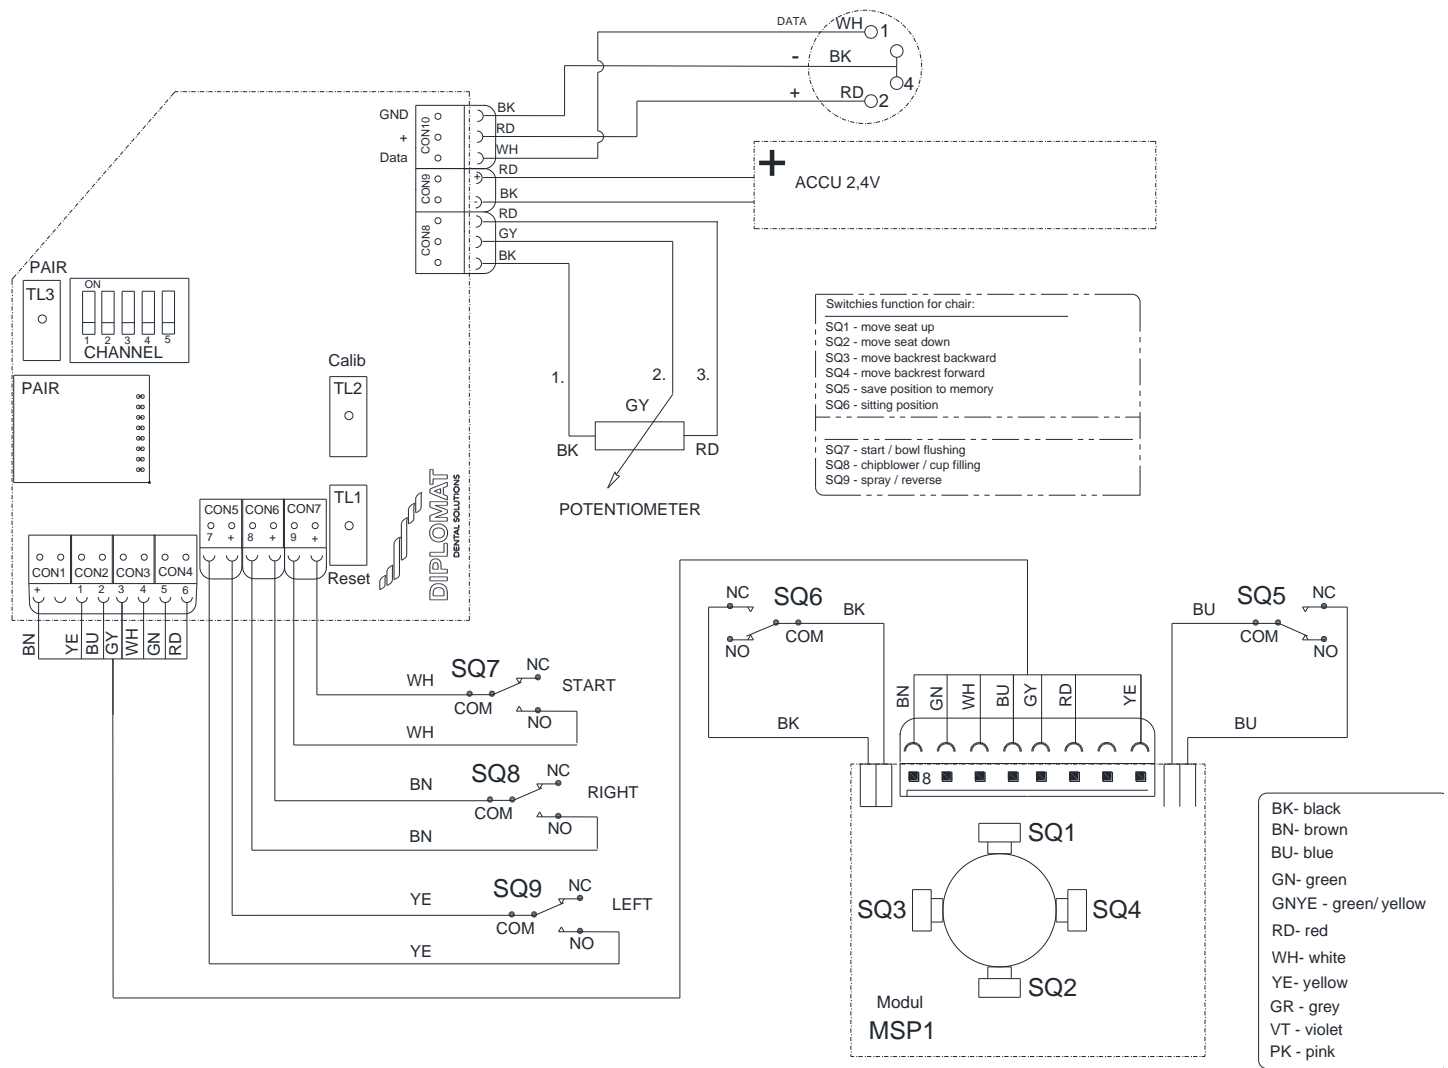 DATA
WH
1
-
BK
4
+
RD
2
GND
+
Data
CON10
BK
RD
WH
CON9
+
-
RD
BK
CON8
RD
GY
BK
+
ACCU 2,4V
PAIR
TL3
ON
1 2 3 4 5
CHANNEL
PAIR
Calib
TL2
TL1
Reset
DIPLOMAT
DENTAL SOLUTIONS
1.
2.
3.
GY
BK
RD
POTENTIOMETER
Switchies function for chair:
SQ1 - move seat up
SQ2 - move seat down
SQ3 - move backrest backward
SQ4 - move backrest forward
SQ5 - save position to memory
SQ6 - sitting position
SQ7 - start / bowl flushing
SQ8 - chipblower / cup filling
SQ9 - spray / reverse
CON5 CON6 CON7
7 + 8 + 9 +
CON1 CON2 CON3 CON4
+ 1 2 3 4 5 6
BN YE BU GY WH GN RD
WH
SQ7
NC
START
COM
NO
WH
BN
SQ8
NC
RIGHT
COM
NO
BN
YE
SQ9
NC
LEFT
COM
NO
YE
NC
SQ6
BK
COM
NO
BK
BU
SQ5
NC
COM
NO
BU
BN GN WH BU GY RD YE
8
SQ1
SQ3
SQ4
SQ2
Modul
MSP1
BK- black
BN- brown
BU- blue
GN- green
GNYE - green/ yellow
RD- red
WH- white
YE- yellow
GR - grey
VT - violet
PK - pink